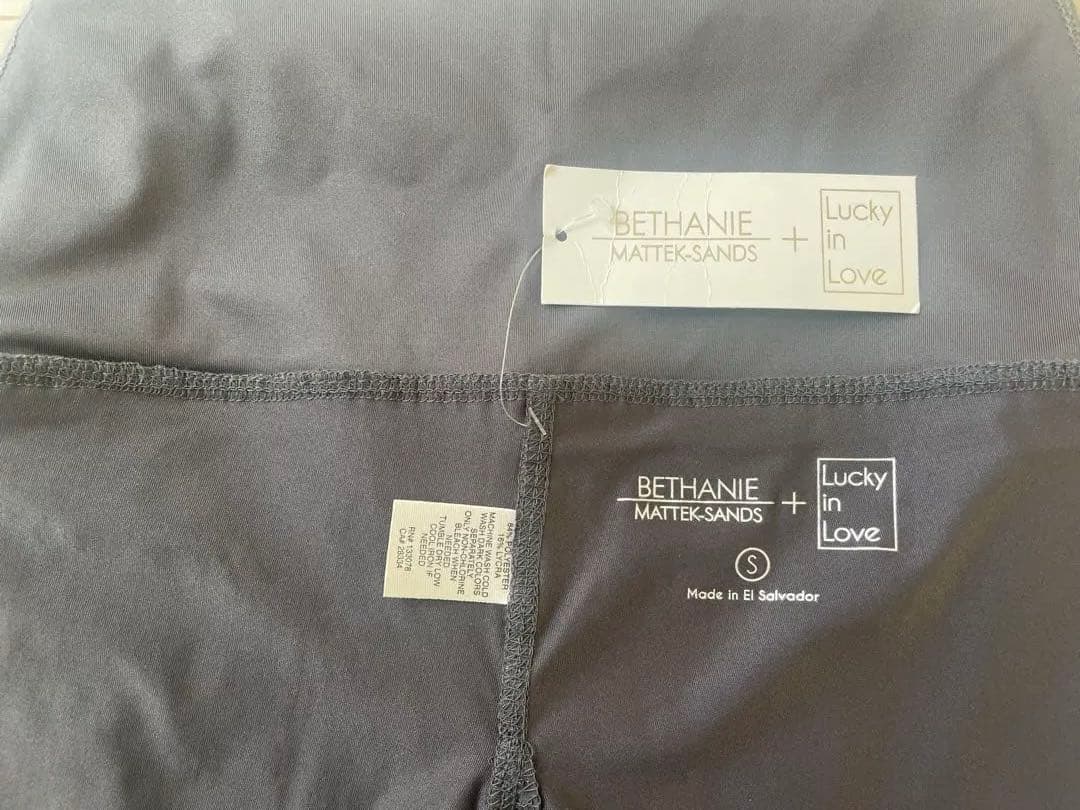 BETHANIE
MATTEK-SANDS
+
Lucky
in
Love
BETHANIE
MATTEK-SANDS
+
Lucky
in
Love
S
Made in El Salvador
84% POLYESTER
16% LYCRA
MACHINE WASH COLD
WASH DARK COLORS
SEPARATELY
ONLY NON-CHLORINE
BLEACH WHEN
NEEDED
TUMBLE DRY LOW
COOL IRON IF
NEEDED
RN# 133078
CA# 28334